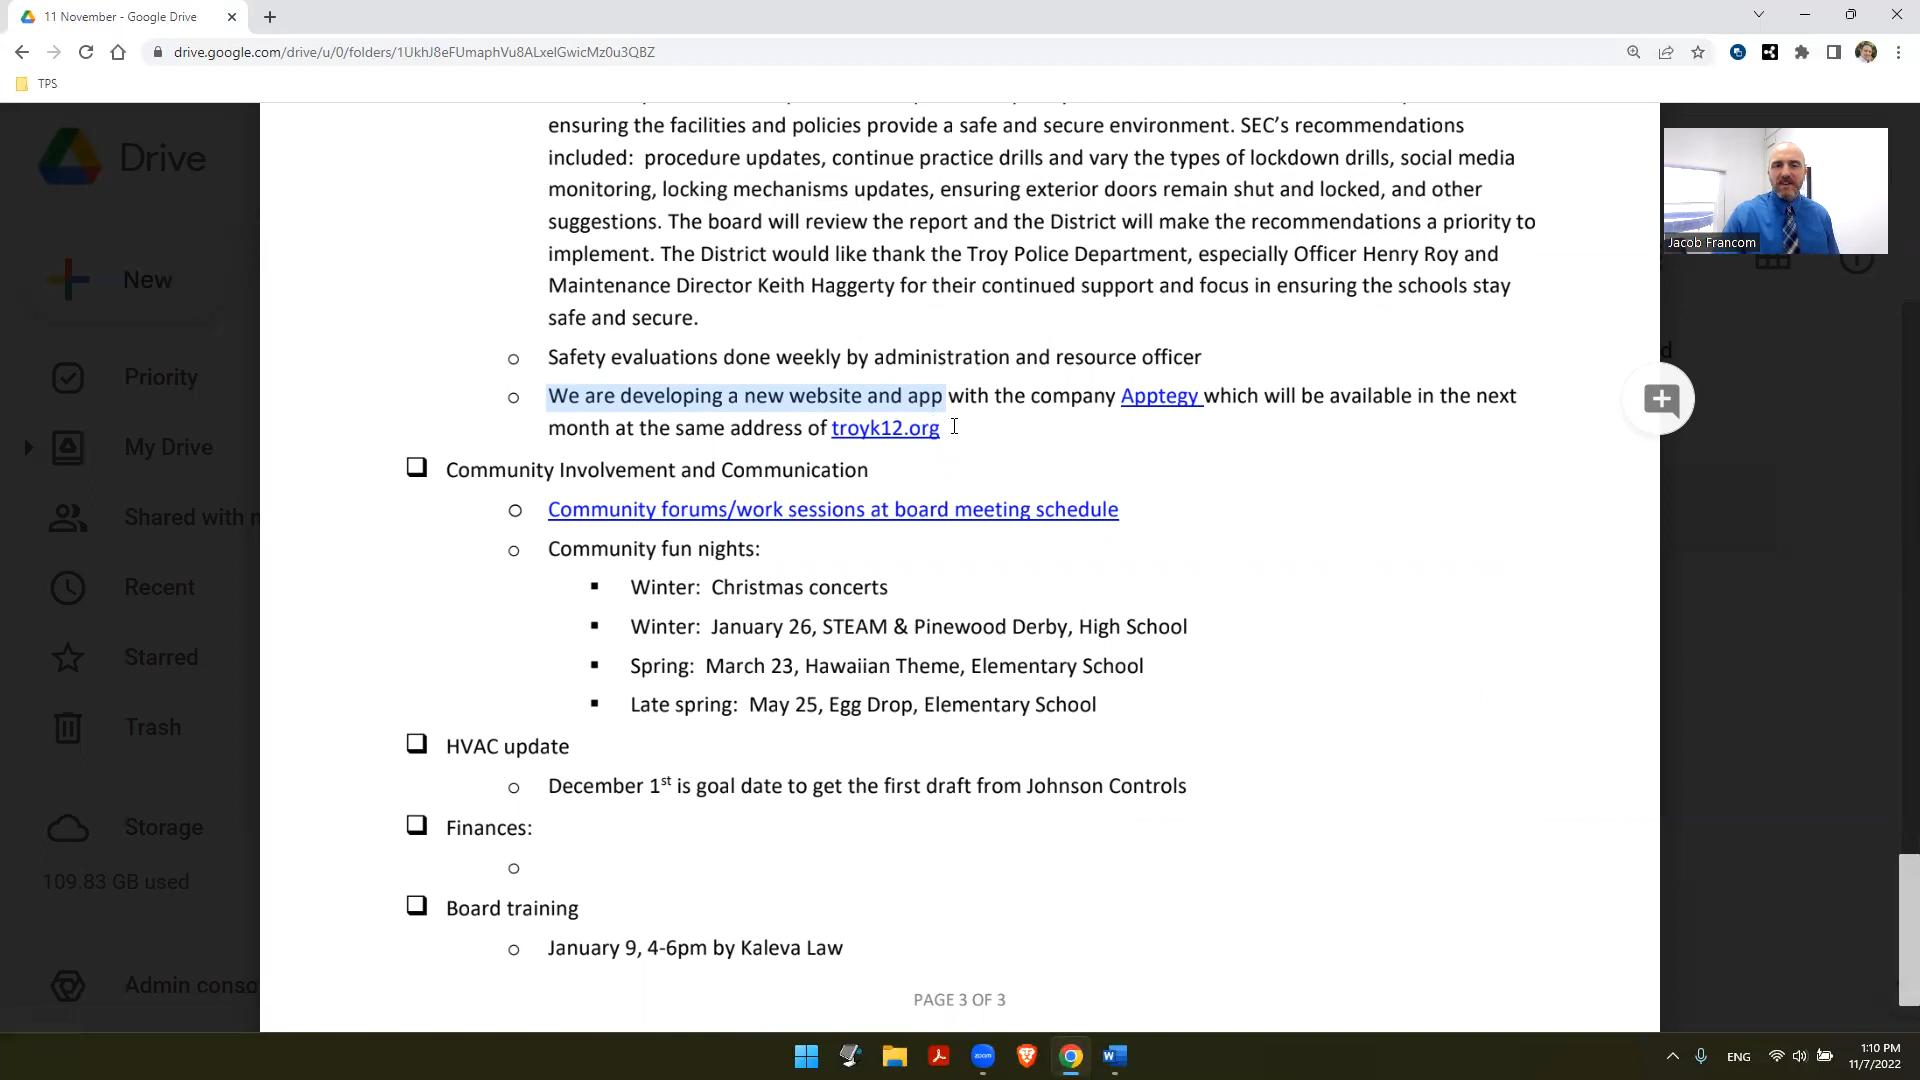 11 November - Google Drive
drive.google.com/drive/u/0/folders/1UkhJ8eFUmaphVu8ALxelGwicMz0u3QBZ
TPS
Drive
New
Priority
My Drive
Shared with
Recent
Starred
Trash
Storage
109.83 GB used
Admin
ensuring the facilities and policies provide a safe and secure environment. SEC’s recommendations
included:  procedure updates, continue practice drills and vary the types of lockdown drills, social media
monitoring, locking mechanisms updates, ensuring exterior doors remain shut and locked, and other
suggestions. The board will review the report and the District will make the recommendations a priority to
implement. The District would like thank the Troy Police Department, especially Officer Henry Roy and
Maintenance Director Keith Haggerty for their continued support and focus in ensuring the schools stay
safe and secure.
o Safety evaluations done weekly by administration and resource officer
o We are developing a new website and app with the company Apptegy which will be available in the next
month at the same address of troyk12.org
❑ Community Involvement and Communication
o Community forums/work sessions at board meeting schedule
o Community fun nights:
▪ Winter:  Christmas concerts
▪ Winter:  January 26, STEAM & Pinewood Derby, High School
▪ Spring:  March 23, Hawaiian Theme, Elementary School
▪ Late spring:  May 25, Egg Drop, Elementary School
❑ HVAC update
o December 1st is goal date to get the first draft from Johnson Controls
❑ Finances:
o
❑ Board training
o January 9, 4-6pm by Kaleva Law
PAGE 3 OF 3
Jacob Francom
zoom
ENG
1:10 PM
11/7/2022